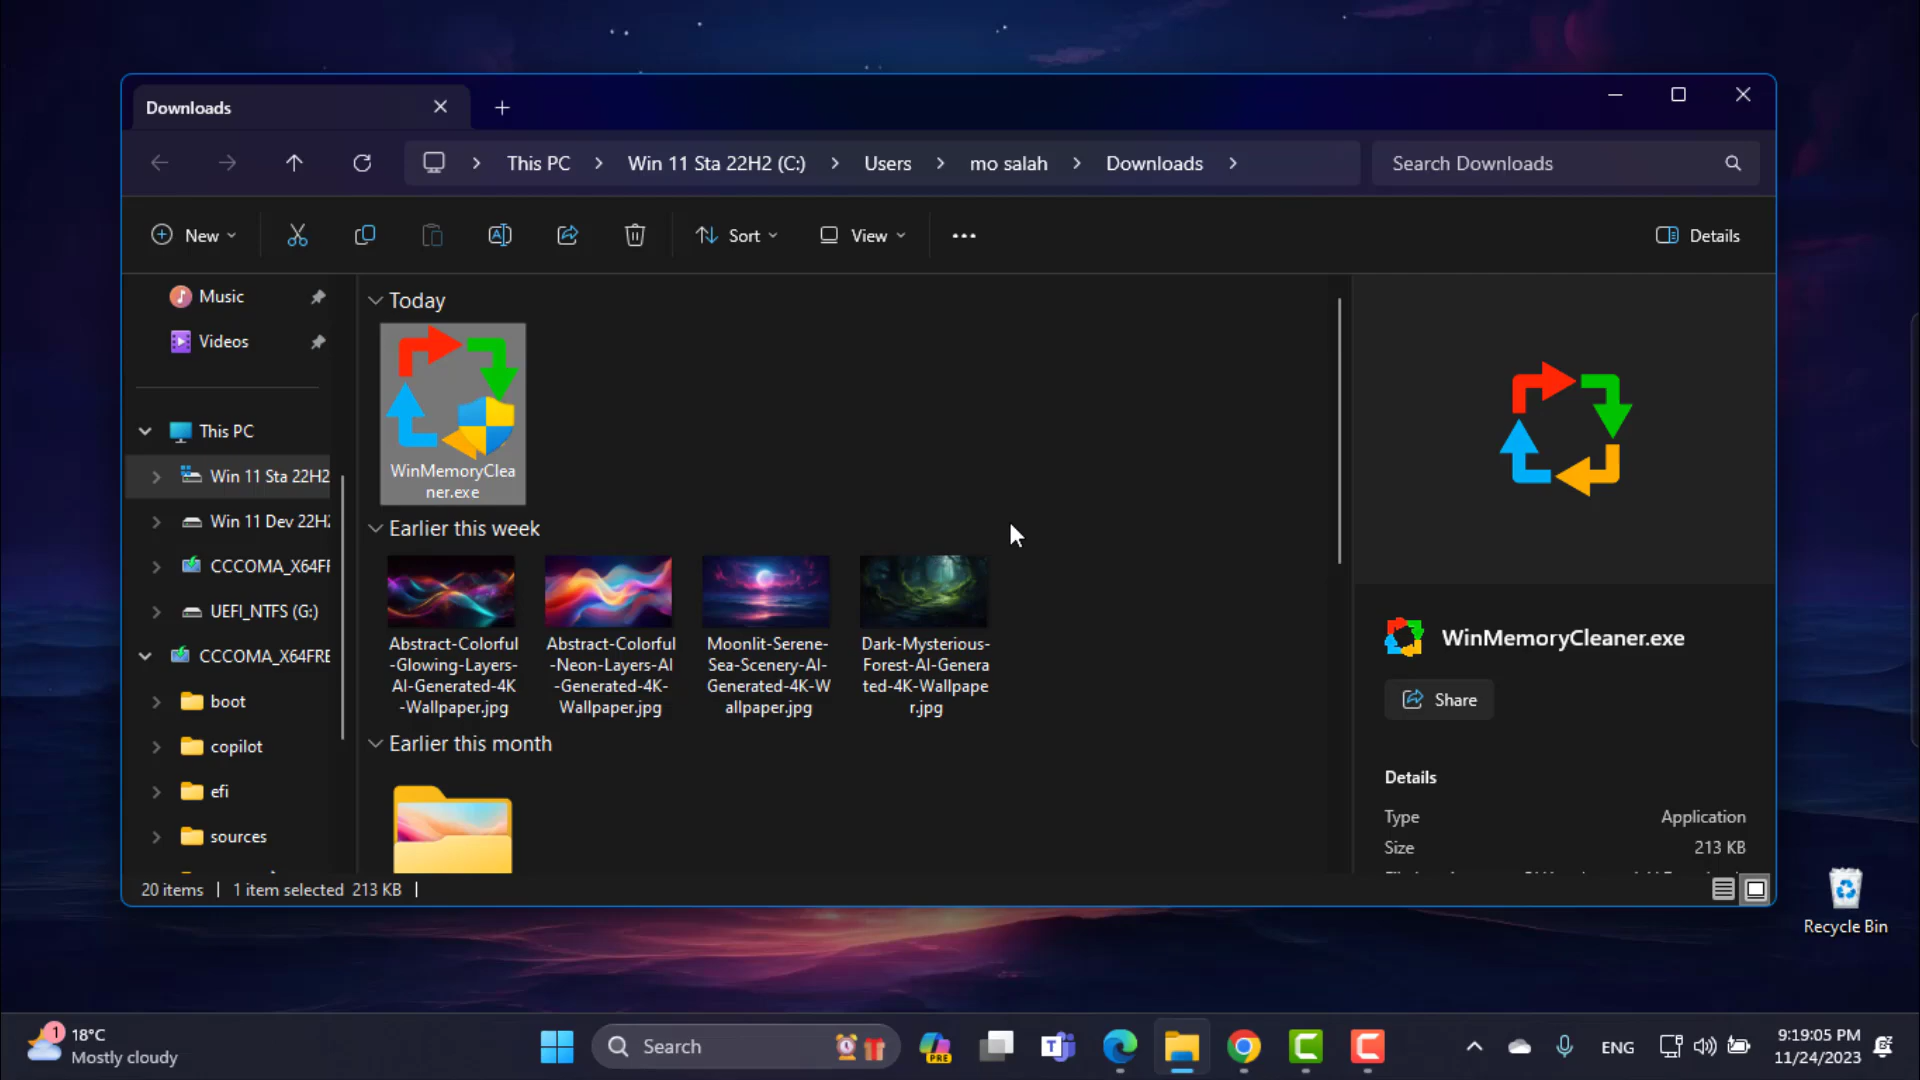 Downloads
This PC
Win 11 Sta 22H2 (C:)
Users
mo salah
Downloads
Search Downloads
New
Sort
View
Details
Music
Videos
This PC
Win 11 Sta 22H2
Win 11 Dev 22H2
CCCOMA_X64FR
UEFI_NTFS (G:)
CCCOMA_X64FRE
boot
copilot
efi
sources
Today
WinMemoryClea
ner.exe
Earlier this week
Abstract-Colorful
-Glowing-Layers-
AI-Generated-4K
-Wallpaper.jpg
Abstract-Colorful
-Neon-Layers-AI
-Generated-4K-
Wallpaper.jpg
Moonlit-Serene-
Sea-Scenery-AI-
Generated-4K-W
allpaper.jpg
Dark-Mysterious-
Forest-AI-Genera
ted-4K-Wallpape
r.jpg
Earlier this month
WinMemoryCleaner.exe
Share
Details
Type Application
Size 213 KB
20 items
1 item selected 213 KB
Recycle Bin
1
18°C
Mostly cloudy
Search
PRE
T
ENG
9:19:05 PM
11/24/2023